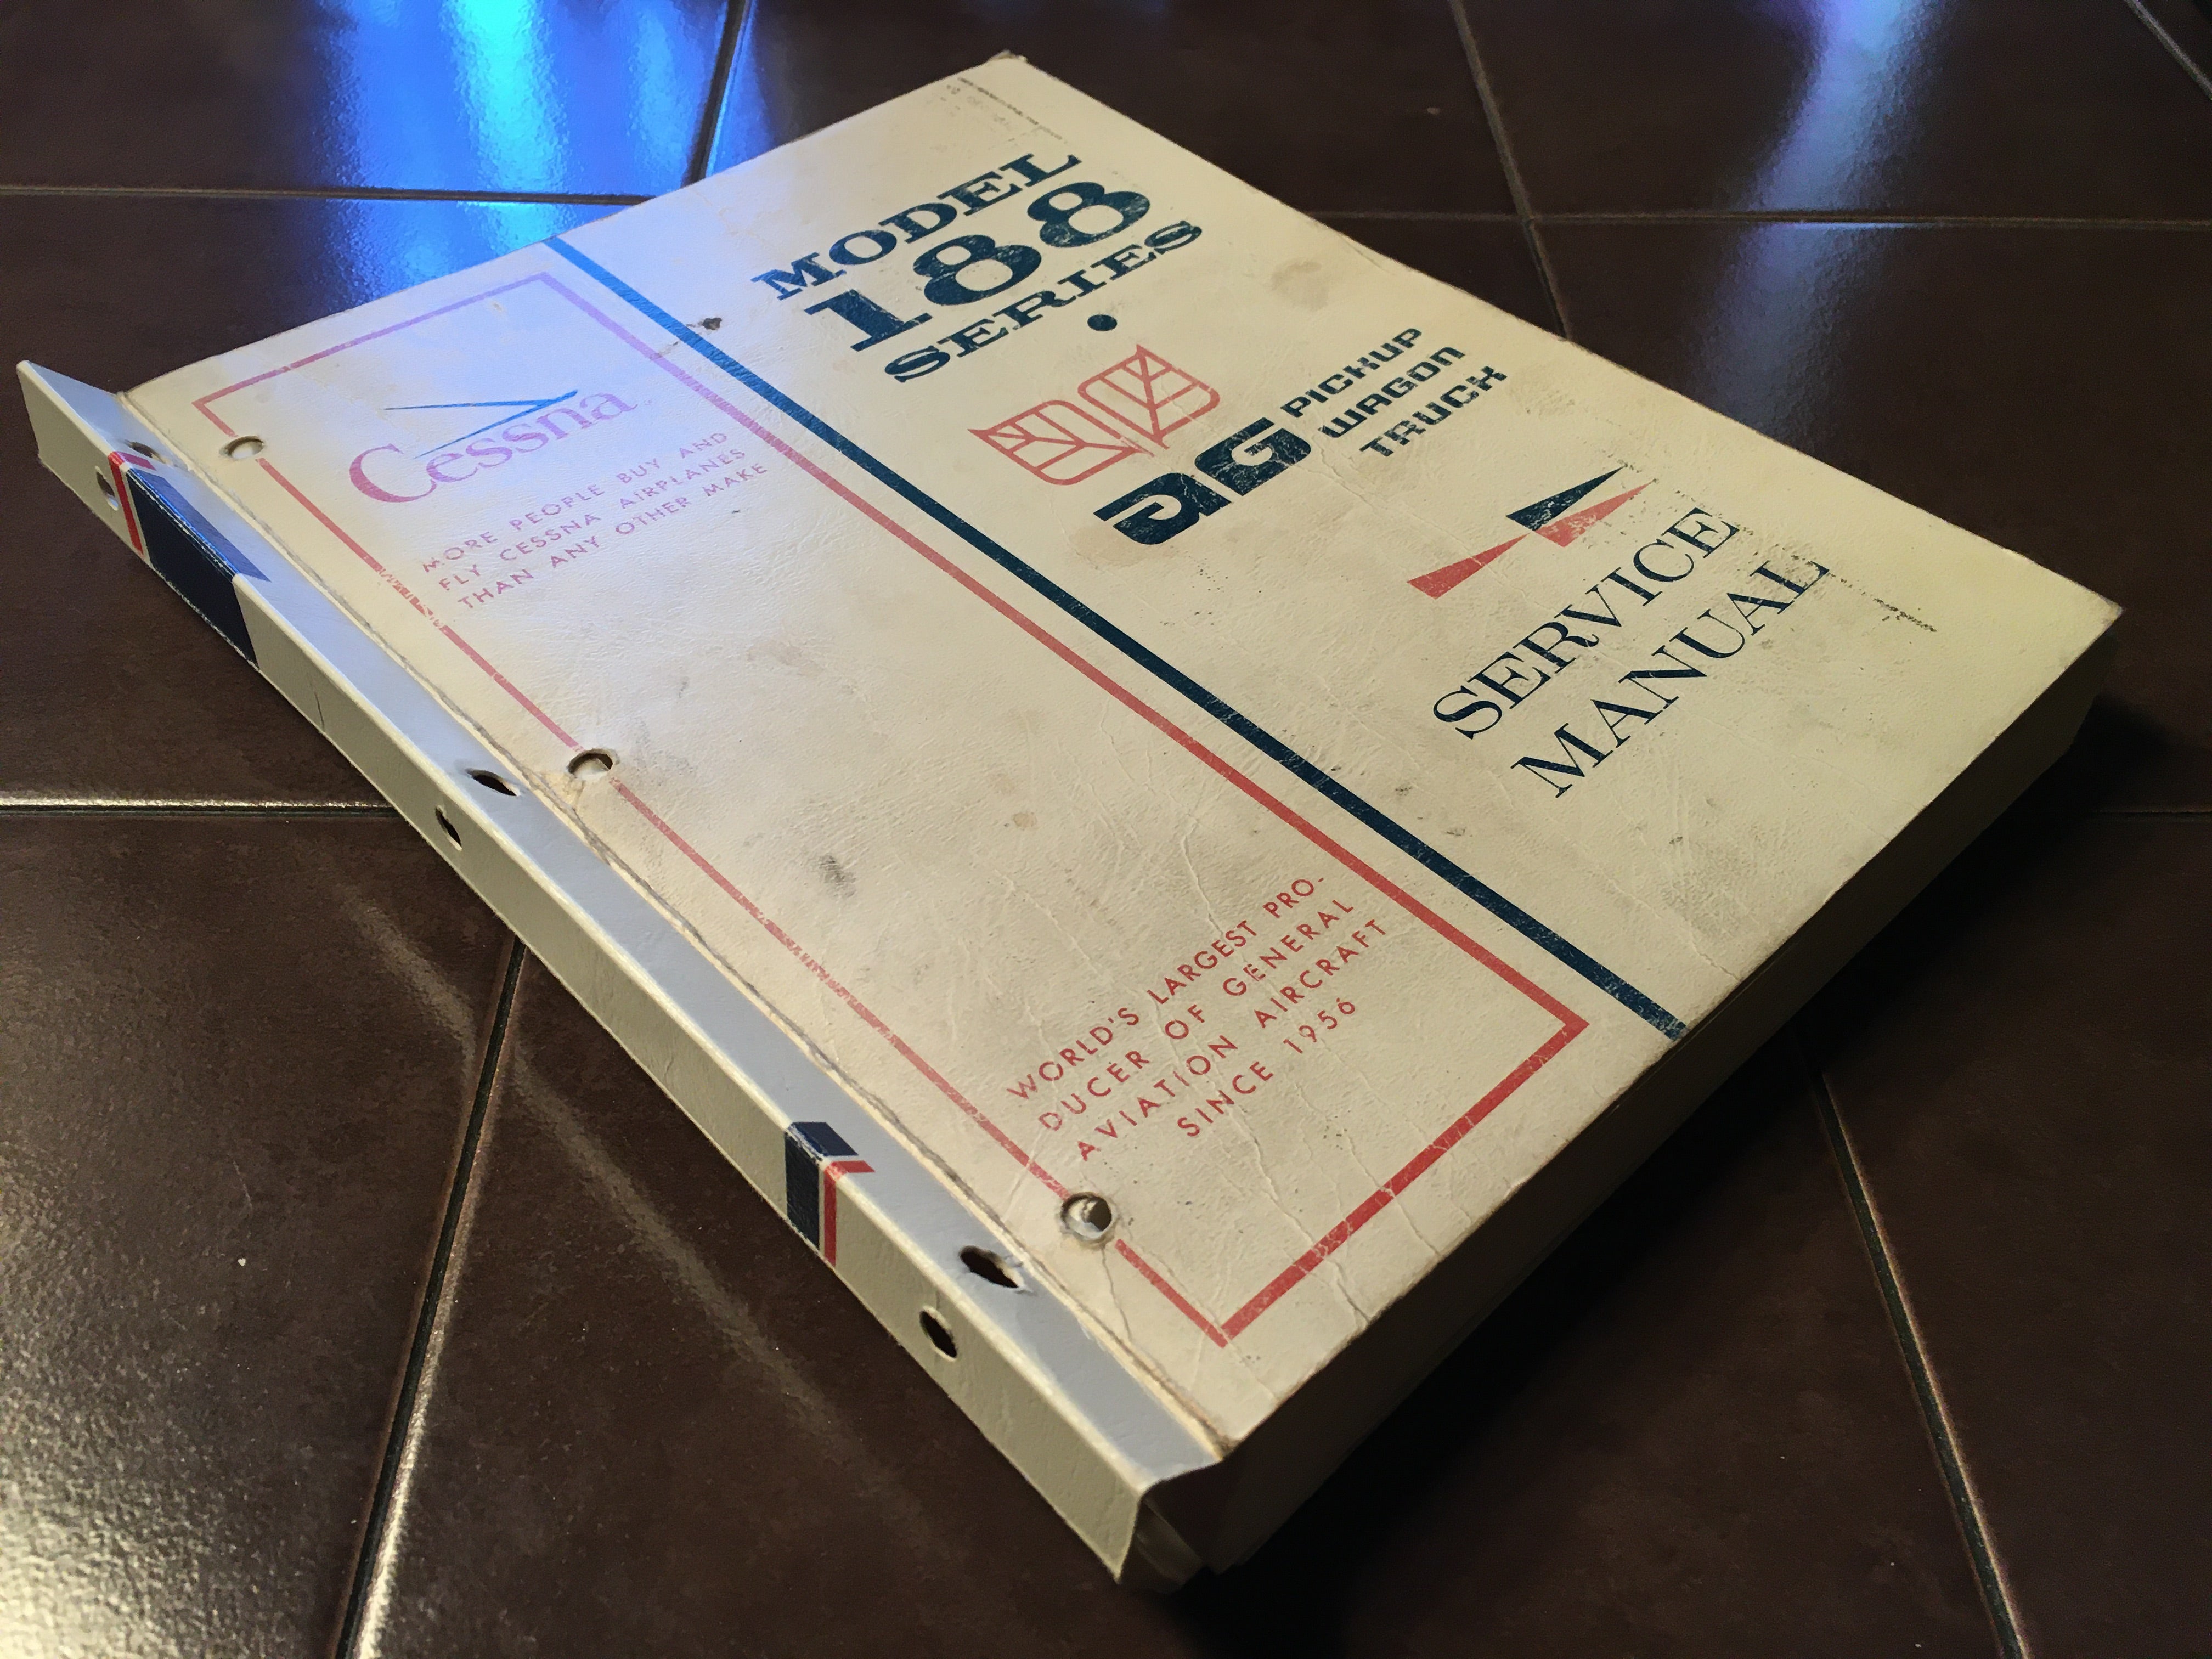 MODEL
188
SERIES
AG
PICKUP
WAGON
TRUCK
SERVICE
MANUAL
Cessna
MORE PEOPLE BUY AND
FLY CESSNA AIRPLANES
THAN ANY OTHER MAKE
WORLD'S LARGEST PRO-
DUCER OF GENERAL
AVIATION AIRCRAFT
SINCE 1956